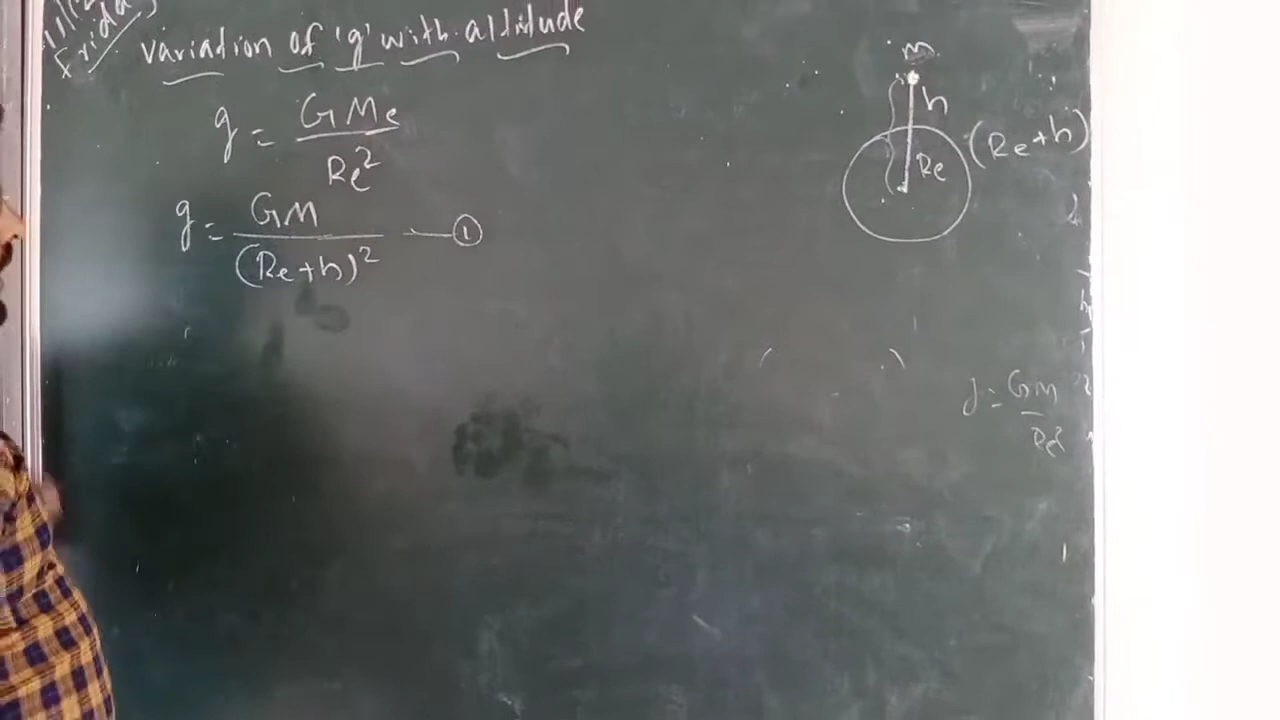 Friday
variation of 'g' with altitude
g = GMe
Re²
g = GM —①
(Re+h)²
m
h
(Re+h)
Re
g = GM
Re²